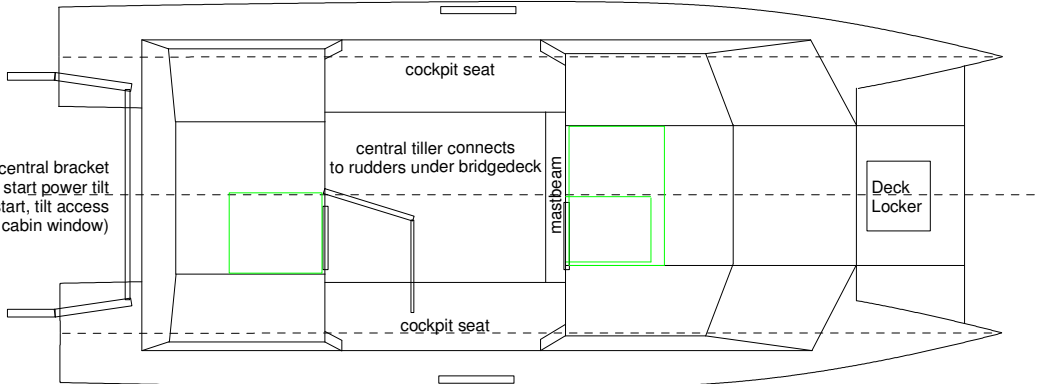 cockpit seat
central tiller connects
to rudders under bridgedeck
mastbeam
central bracket
start power tilt
start, tilt access
cabin window)
Deck
Locker
cockpit seat